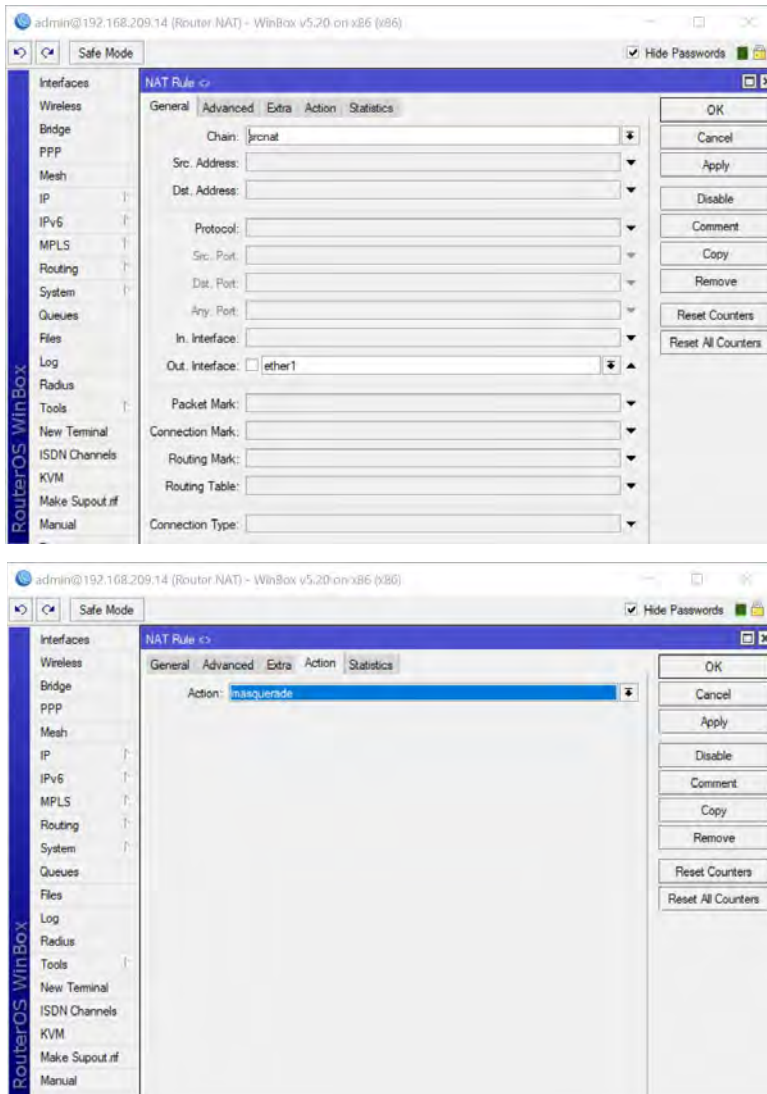 admin@192.168.209.14 (Router NAT) - WinBox v5.20 on x86 (x86)
Safe Mode
Hide Passwords
Interfaces
Wireless
Bridge
PPP
Mesh
IP
IPv6
MPLS
Routing
System
Queues
Files
Log
Radius
Tools
New Terminal
ISDN Channels
KVM
Make Supout.rif
Manual
RouterOS WinBox
NAT Rule <>
General Advanced Extra Action Statistics
Chain: srcnat
Src. Address:
Dst. Address:
Protocol:
Src. Port:
Dst. Port:
Any. Port:
In. Interface:
Out. Interface: ether1
Packet Mark:
Connection Mark:
Routing Mark:
Routing Table:
Connection Type:
OK
Cancel
Apply
Disable
Comment
Copy
Remove
Reset Counters
Reset All Counters
admin@192.168.209.14 (Router NAT) - WinBox v5.20 on x86 (x86)
Safe Mode
Hide Passwords
Interfaces
Wireless
Bridge
PPP
Mesh
IP
IPv6
MPLS
Routing
System
Queues
Files
Log
Radius
Tools
New Terminal
ISDN Channels
KVM
Make Supout.rif
Manual
RouterOS WinBox
NAT Rule <>
General Advanced Extra Action Statistics
Action: masquerade
OK
Cancel
Apply
Disable
Comment
Copy
Remove
Reset Counters
Reset All Counters